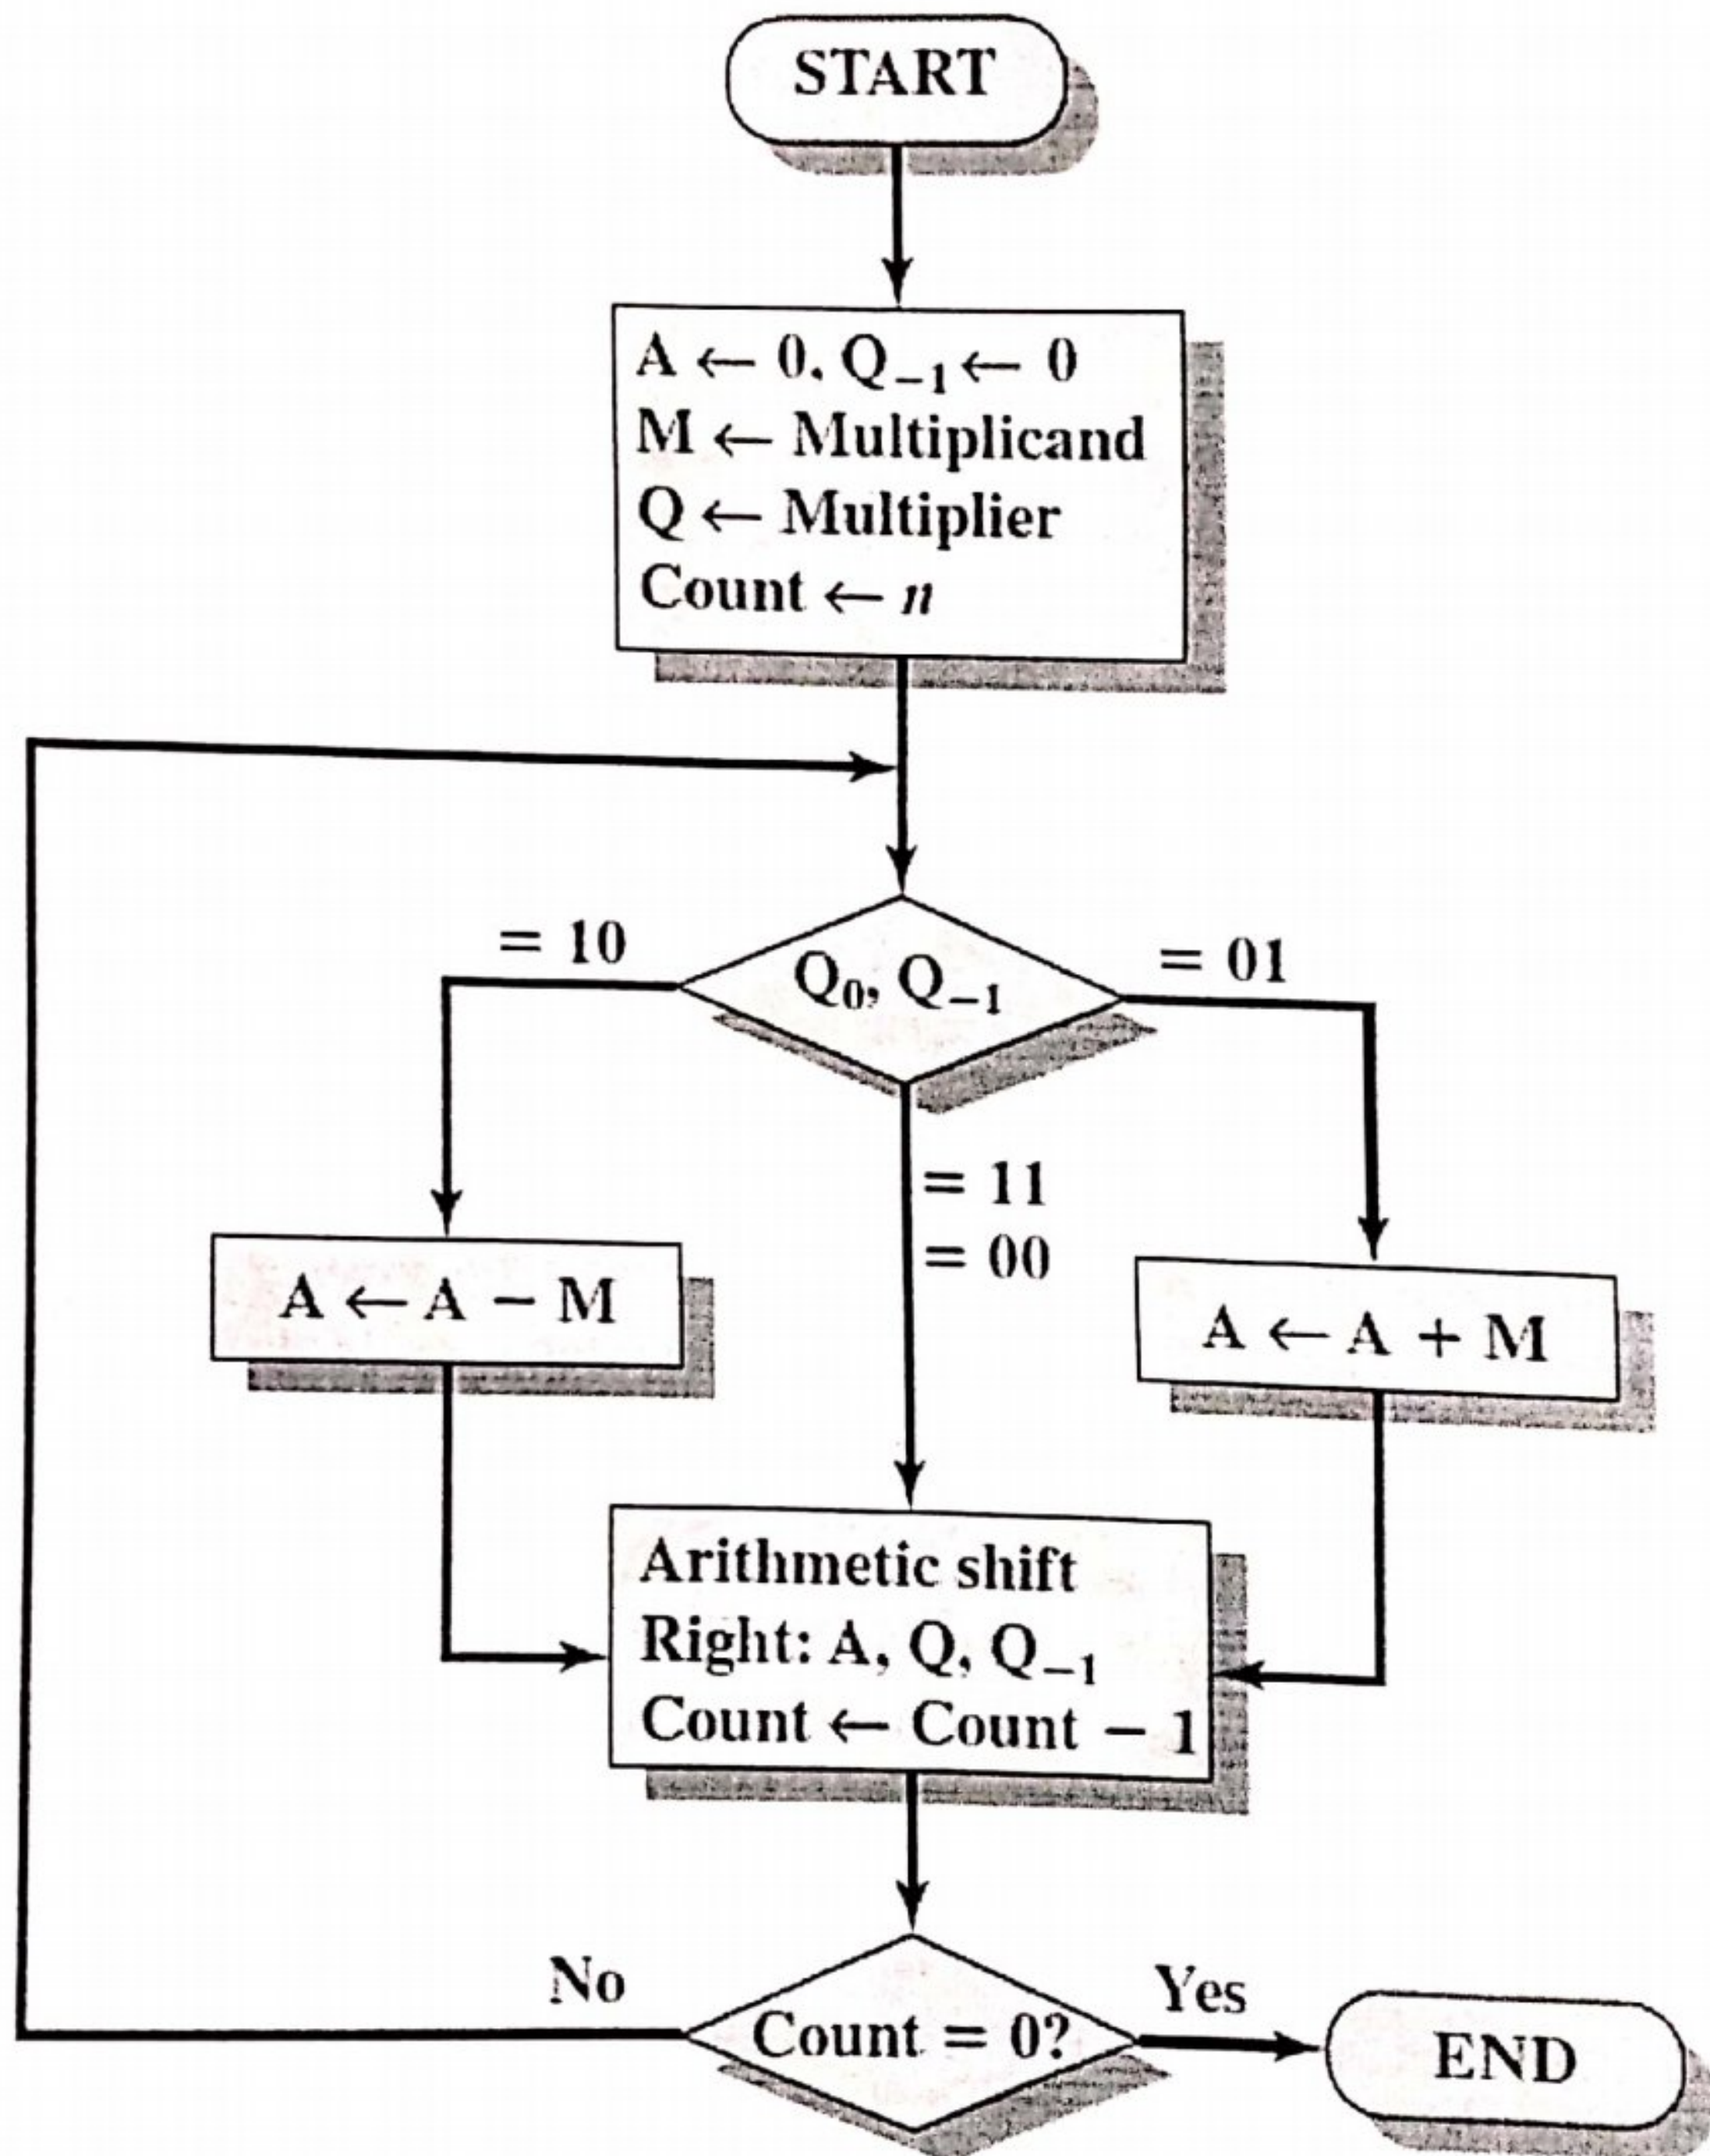 START
A ← 0. Q₋₁ ← 0
M ← Multiplicand
Q ← Multiplier
Count ← n
= 10
Q₀, Q₋₁
= 01
= 11
= 00
A ← A − M
A ← A + M
Arithmetic shift
Right: A, Q, Q₋₁
Count ← Count − 1
No
Count = 0?
Yes
END